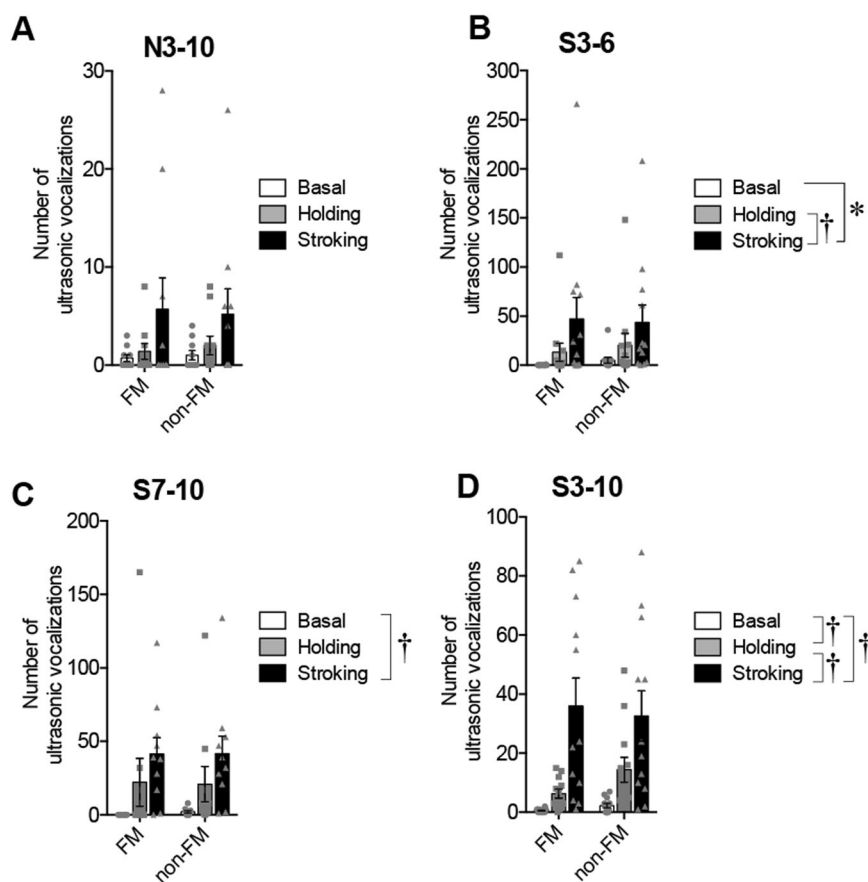 A
N3-10
Number of
ultrasonic vocalizations
30
20
10
0
FM
non-FM
Basal
Holding
Stroking
B
S3-6
Number of
ultrasonic vocalizations
300
250
200
150
100
50
0
FM
non-FM
Basal
Holding
Stroking
†
*
C
S7-10
Number of
ultrasonic vocalizations
200
150
100
50
0
FM
non-FM
Basal
Holding
Stroking
†
D
S3-10
Number of
ultrasonic vocalizations
100
80
60
40
20
0
FM
non-FM
Basal
Holding
Stroking
†
†
†